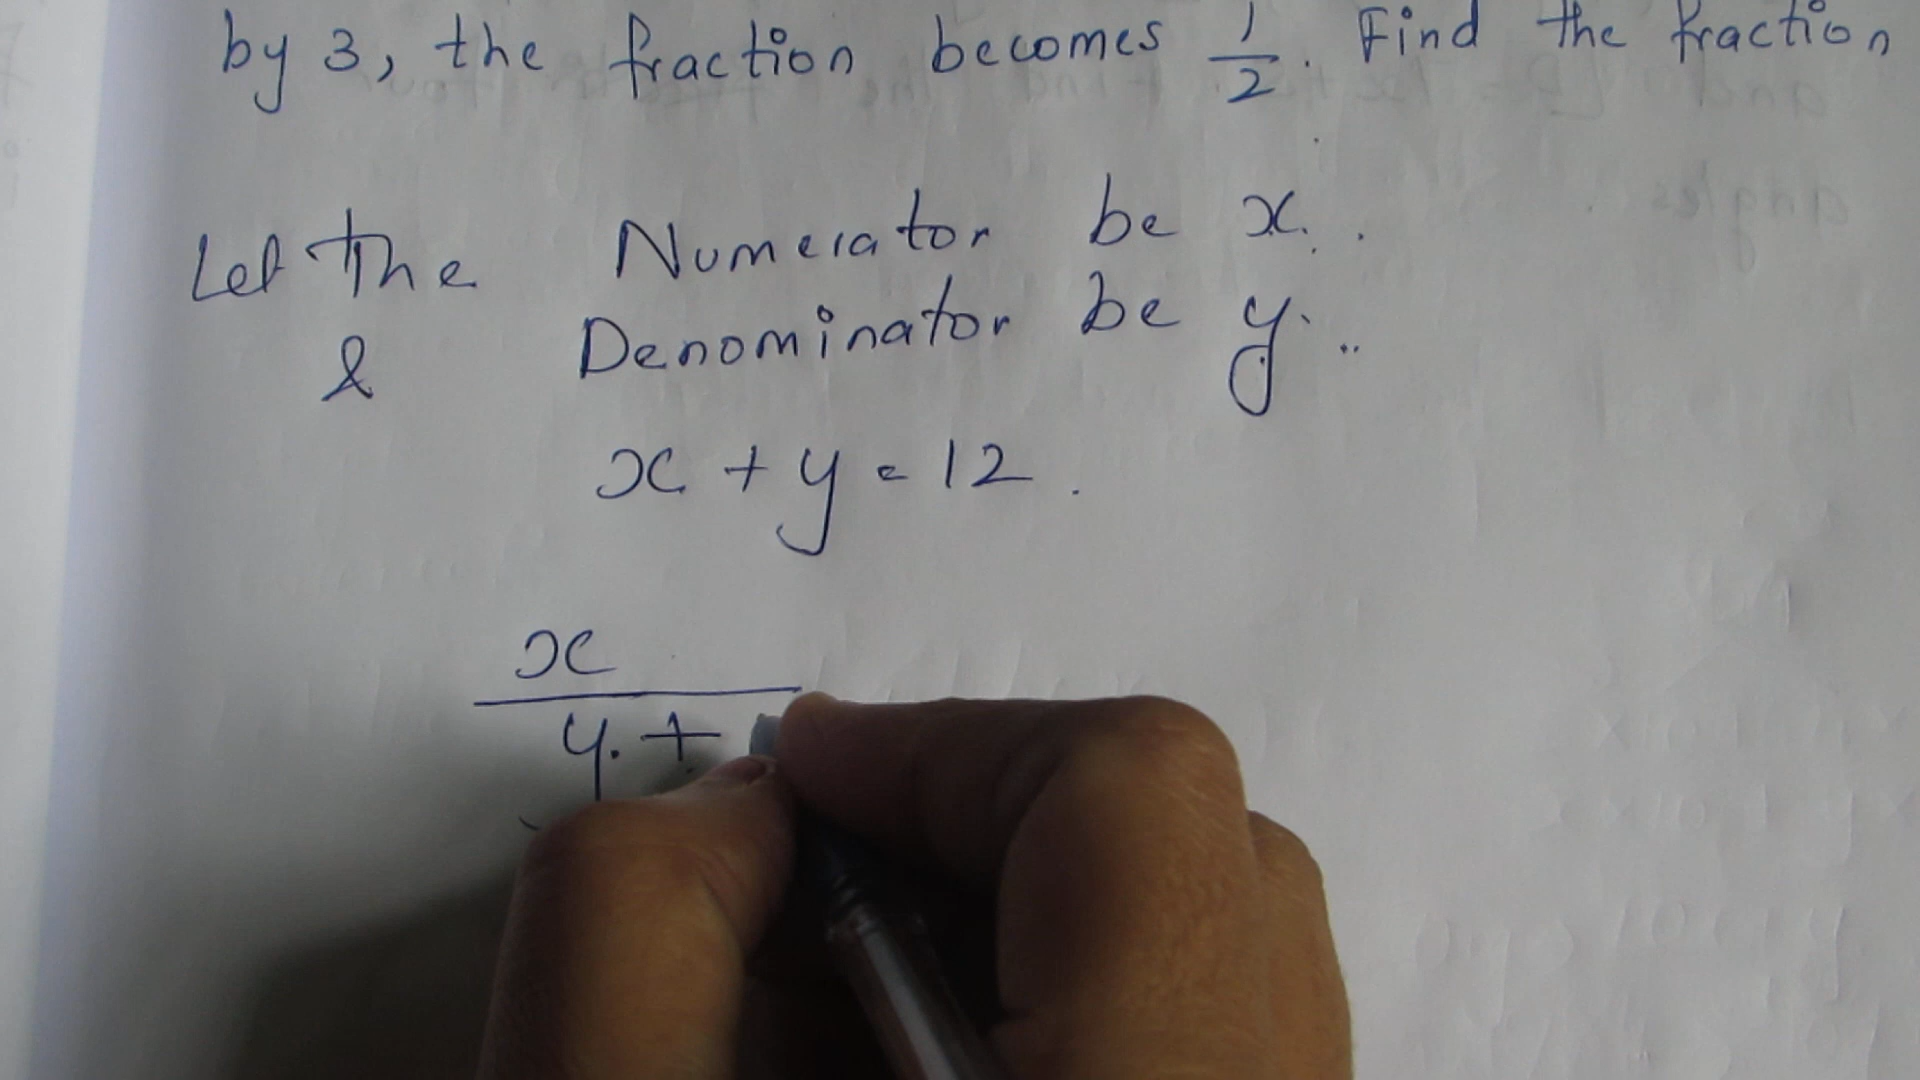 by 3, the fraction becomes 1/2. Find the fraction
Let the Numerator be x.
& Denominator be y.
x + y = 12.
x
y. +